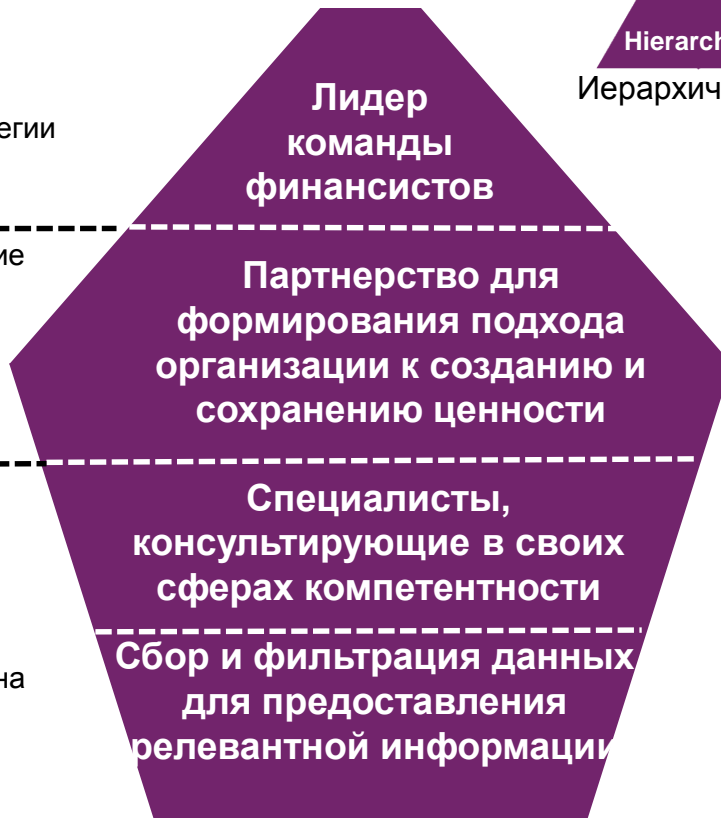 Hierarch
Иерархич
Лидер
команды
финансистов
егии
ие
Партнерство для
формирования подхода
организации к созданию и
сохранению ценности
Специалисты,
консультирующие в своих
сферах компетентности
Сбор и фильтрация данных
для предоставления
релевантной информации
на